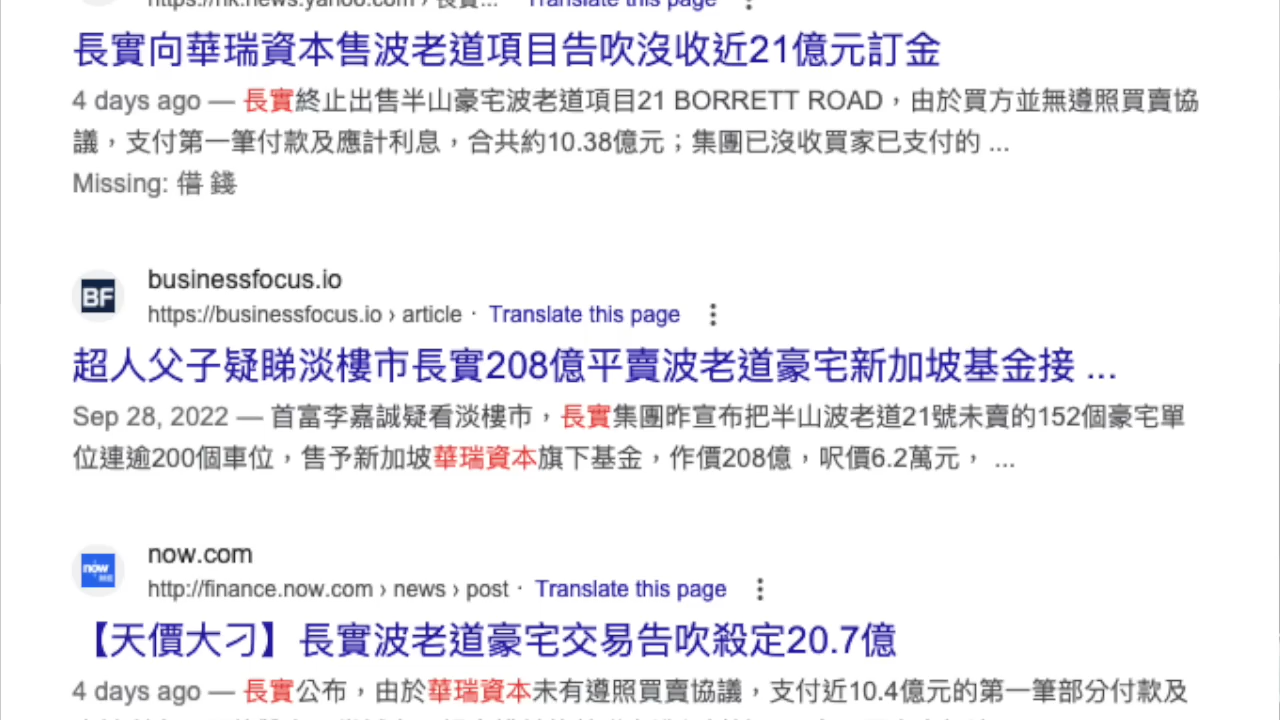 https://hk.news.yahoo.com › 長實... Translate this page
長實向華瑞資本售波老道項目告吹沒收近21億元訂金
4 days ago — 長實終止出售半山豪宅波老道項目21 BORRETT ROAD，由於買方並無遵照買賣協
議，支付第一筆付款及應計利息，合共約10.38億元；集團已沒收買家已支付的 ...
Missing: 借 錢
BF
businessfocus.io
https://businessfocus.io › article · Translate this page
超人父子疑睇淡樓市長實208億平賣波老道豪宅新加坡基金接 ...
Sep 28, 2022 — 首富李嘉誠疑看淡樓市，長實集團昨宣布把半山波老道21號未賣的152個豪宅單
位連逾200個車位，售予新加坡華瑞資本旗下基金，作價208億，呎價6.2萬元， ...
now
now.com
http://finance.now.com › news › post · Translate this page
【天價大刁】長實波老道豪宅交易告吹殺定20.7億
4 days ago — 長實公布，由於華瑞資本未有遵照買賣協議，支付近10.4億元的第一筆部分付款及